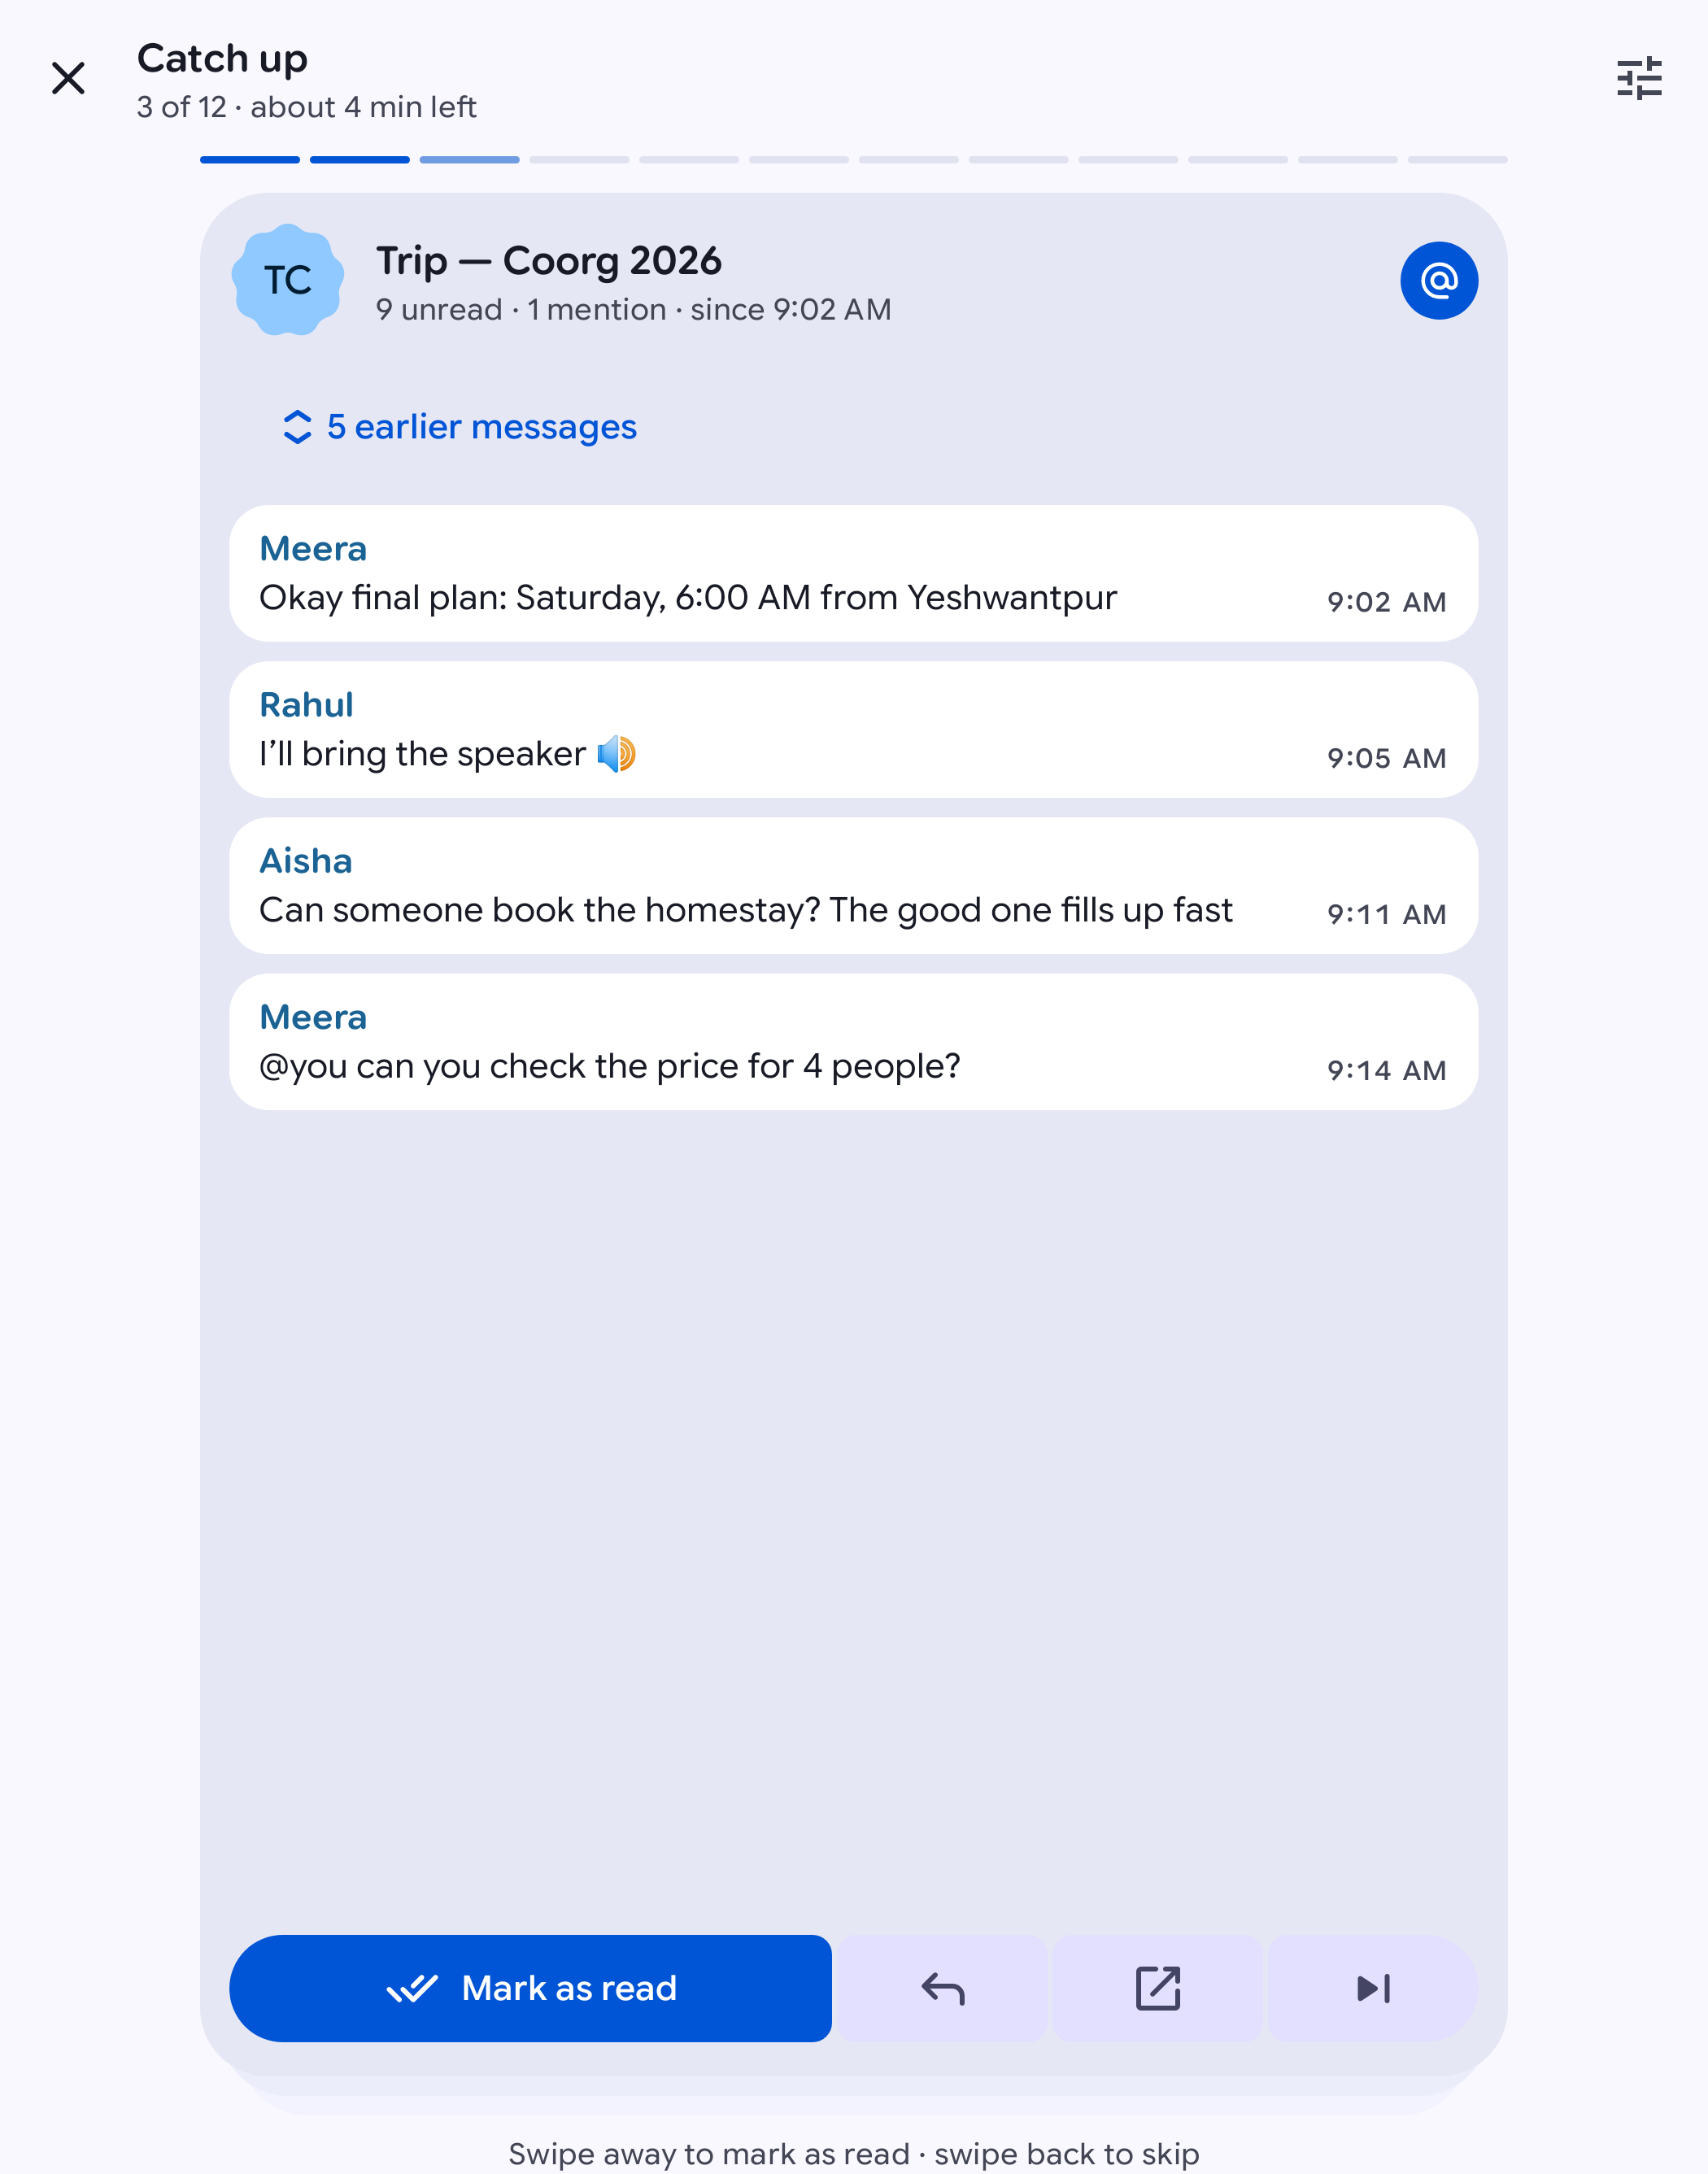 Catch up
3 of 12 · about 4 min left
TC
Trip — Coorg 2026
9 unread · 1 mention · since 9:02 AM
@
5 earlier messages
Meera
Okay final plan: Saturday, 6:00 AM from Yeshwantpur
9:02 AM
Rahul
I’ll bring the speaker 🔊
9:05 AM
Aisha
Can someone book the homestay? The good one fills up fast
9:11 AM
Meera
@you can you check the price for 4 people?
9:14 AM
Mark as read
Swipe away to mark as read · swipe back to skip